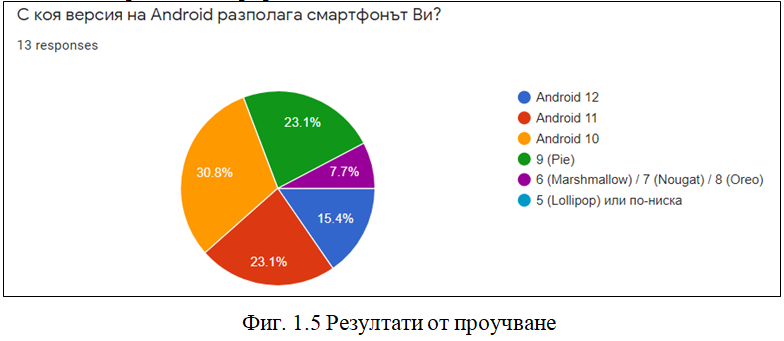 С коя версия на Android разполага смартфонът Ви?
13 responses
23.1%
7.7%
30.8%
15.4%
23.1%
Android 12
Android 11
Android 10
9 (Pie)
6 (Marshmallow) / 7 (Nougat) / 8 (Oreo)
5 (Lollipop) или по-ниска
Фиг. 1.5 Резултати от проучване